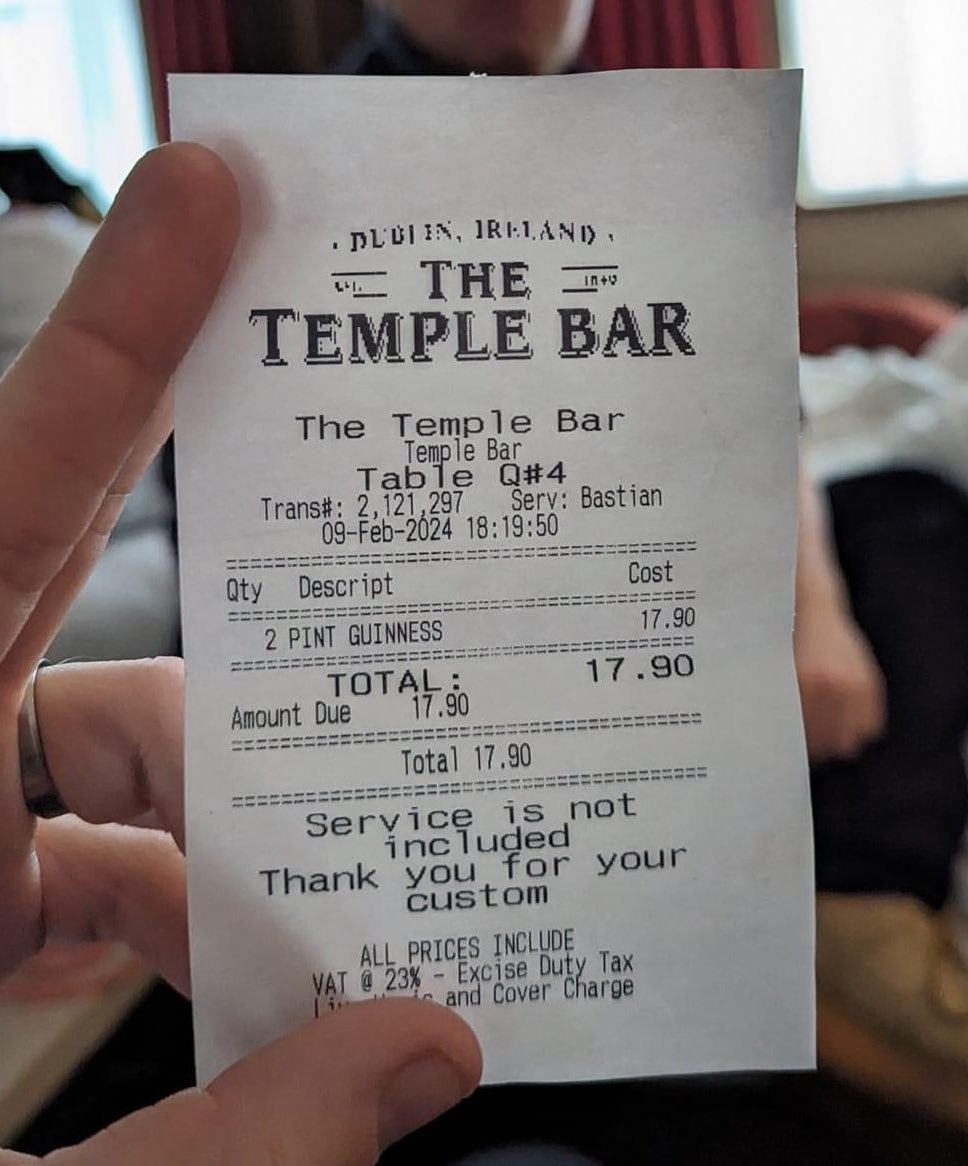 DUBLIN, IRELAND
THE
TEMPLE BAR
The Temple Bar
Temple Bar
Table Q#4
Trans#: 2,121,297 Serv: Bastian
09-Feb-2024 18:19:50
Qty Descript Cost
2 PINT GUINNESS 17.90
TOTAL: 17.90
Amount Due 17.90
Total 17.90
Service is not
included
Thank you for your
custom
ALL PRICES INCLUDE
VAT @ 23% - Excise Duty Tax
and Cover Charge